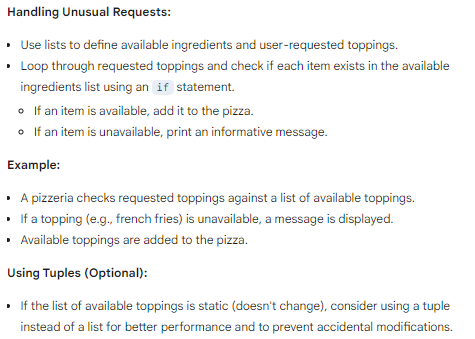 Handling Unusual Requests:
• Use lists to define available ingredients and user-requested toppings.
• Loop through requested toppings and check if each item exists in the available
ingredients list using an if statement.
○ If an item is available, add it to the pizza.
○ If an item is unavailable, print an informative message.
Example:
• A pizzeria checks requested toppings against a list of available toppings.
• If a topping (e.g., french fries) is unavailable, a message is displayed.
• Available toppings are added to the pizza.
Using Tuples (Optional):
• If the list of available toppings is static (doesn't change), consider using a tuple
instead of a list for better performance and to prevent accidental modifications.